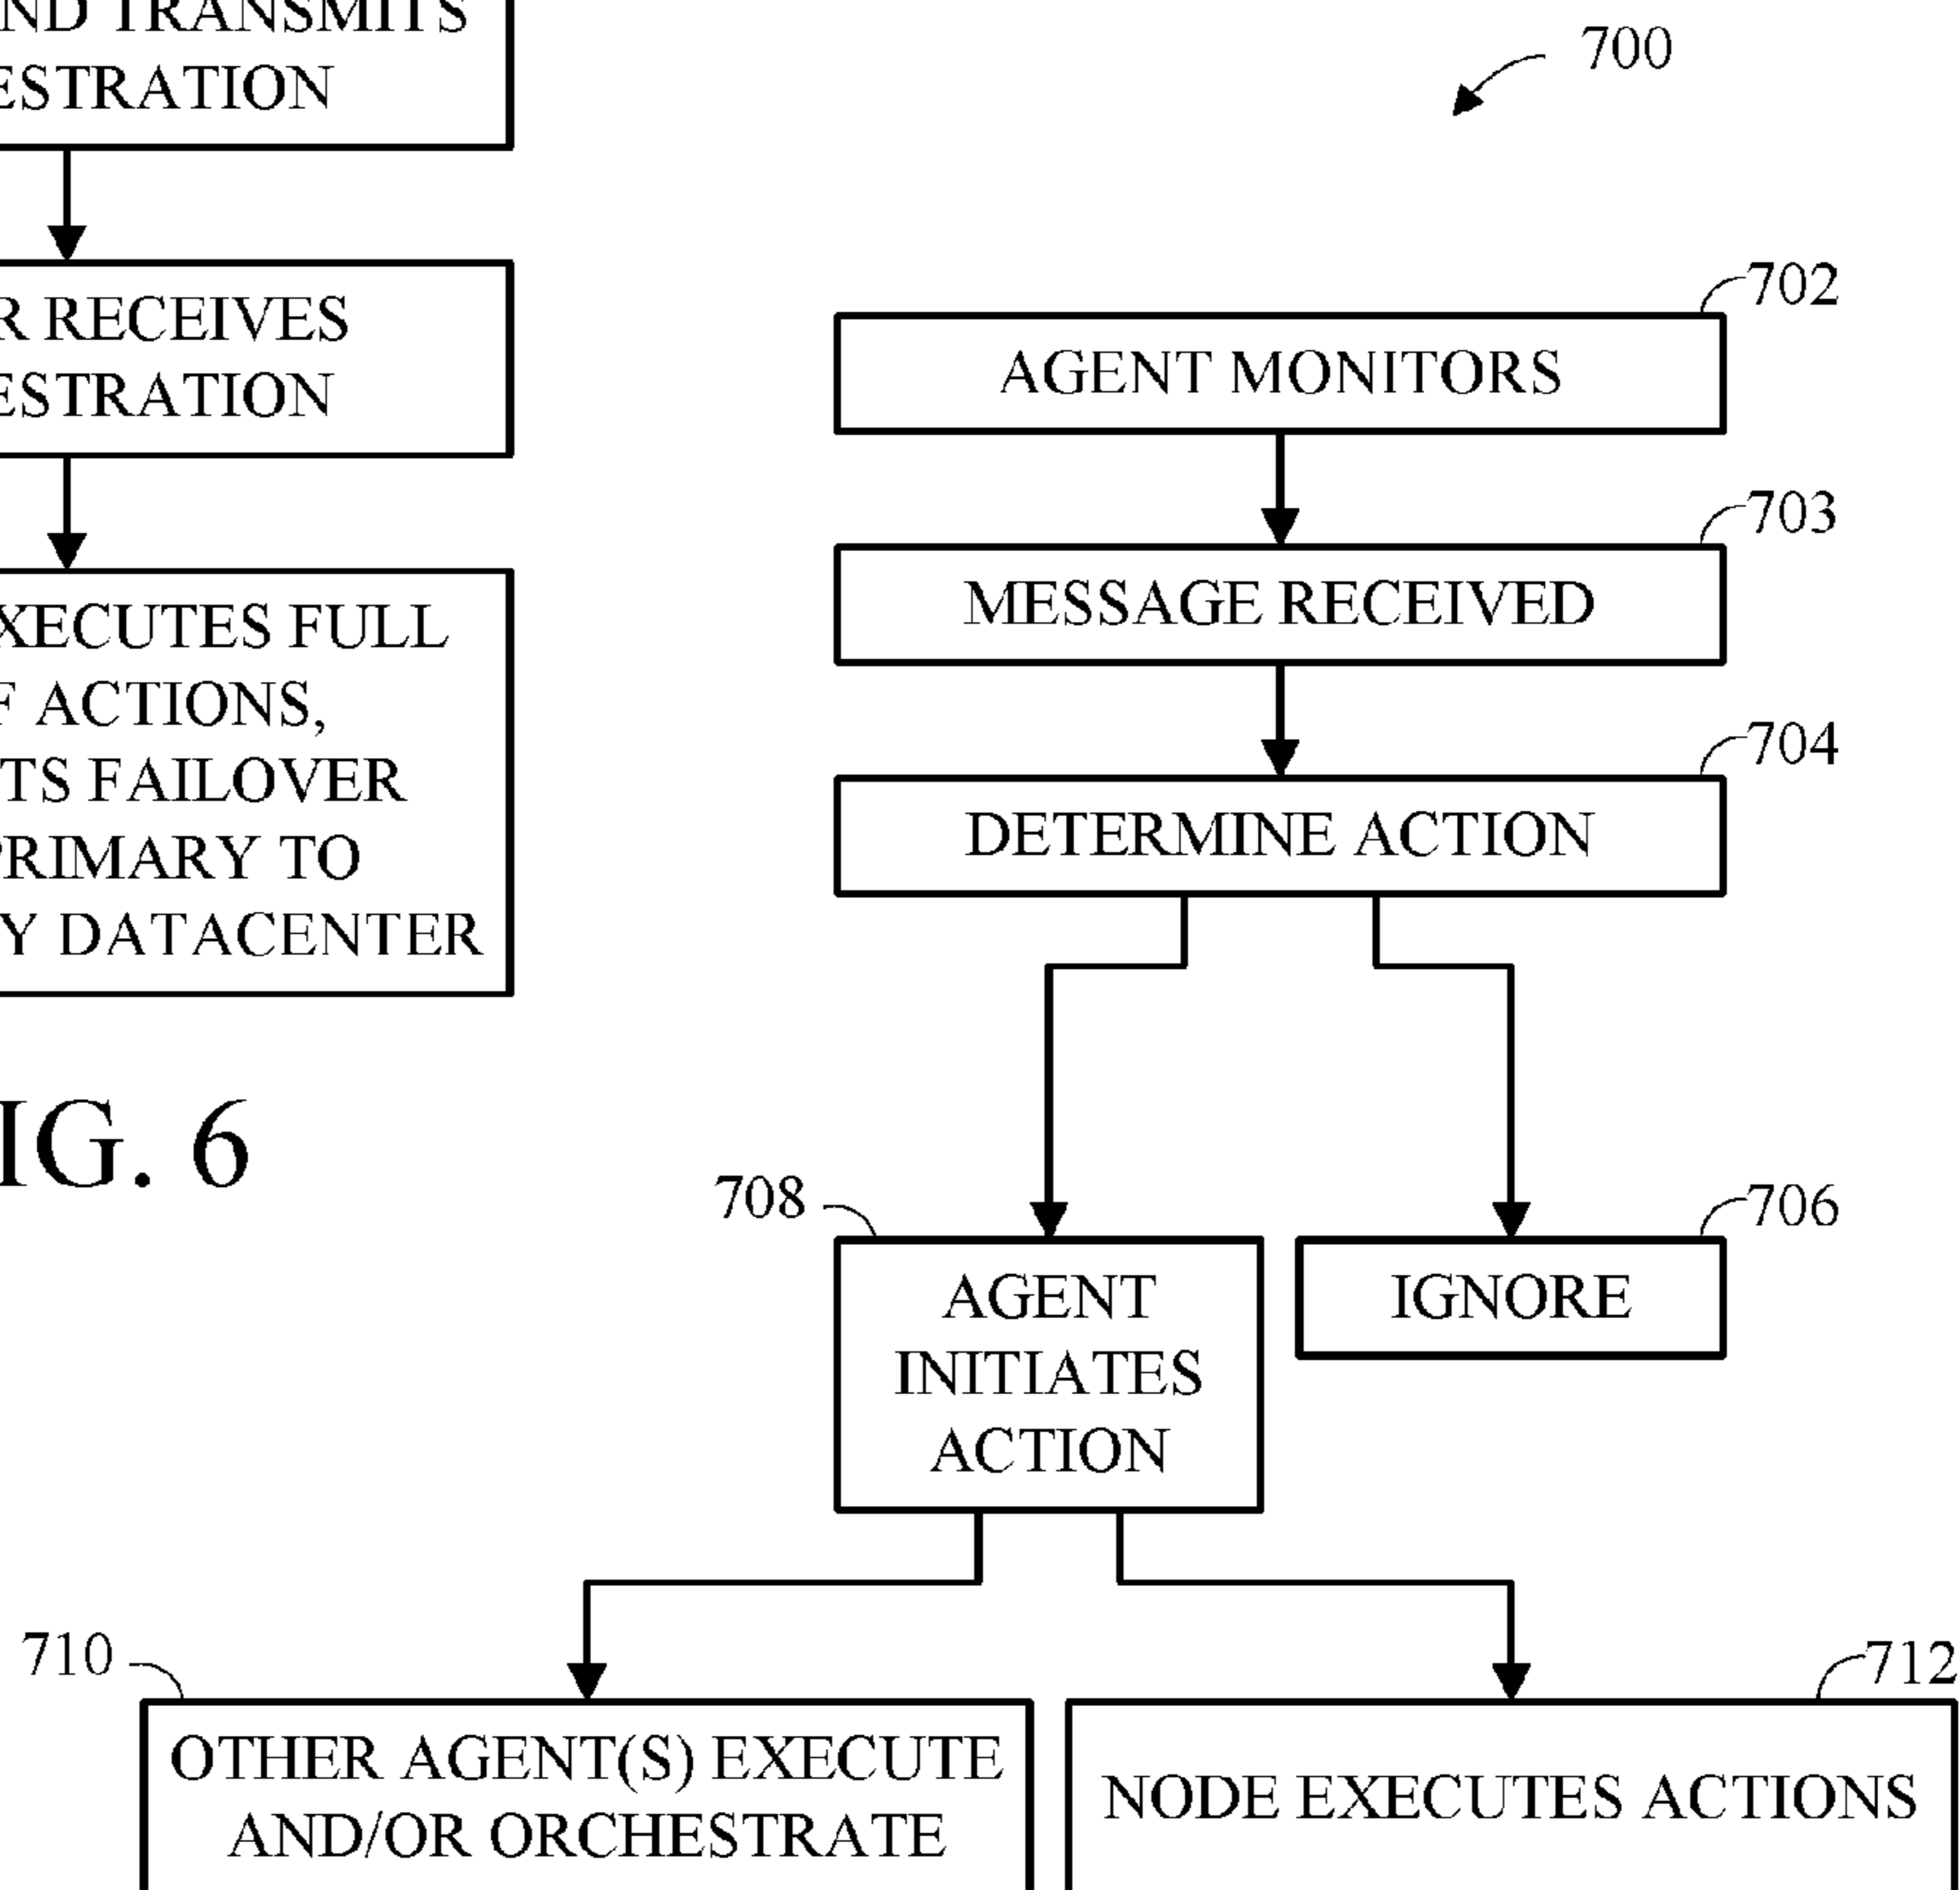 ND TRANSMITS
ESTRATION
R RECEIVES
ESTRATION
XECUTES FULL
F ACTIONS,
TS FAILOVER
PRIMARY TO
Y DATACENTER
IG. 6
700
702
AGENT MONITORS
703
MESSAGE RECEIVED
704
DETERMINE ACTION
708
AGENT
INITIATES
ACTION
706
IGNORE
710
OTHER AGENT(S) EXECUTE
AND/OR ORCHESTRATE
712
NODE EXECUTES ACTIONS